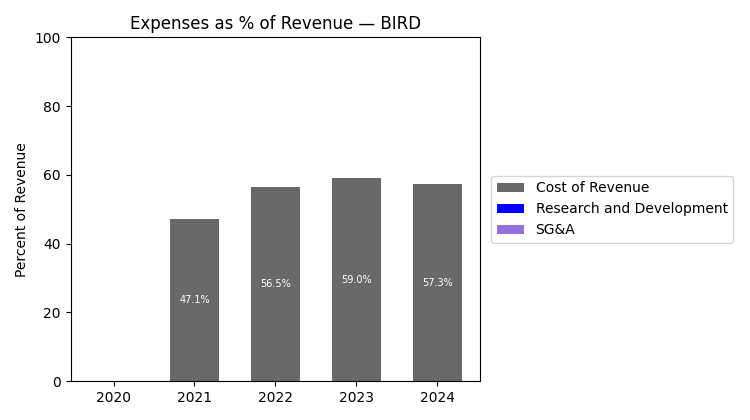 Expenses as % of Revenue — BIRD
Percent of Revenue
100
80
60
40
20
0
47.1%
56.5%
59.0%
57.3%
2020 2021 2022 2023 2024
Cost of Revenue
Research and Development
SG&A